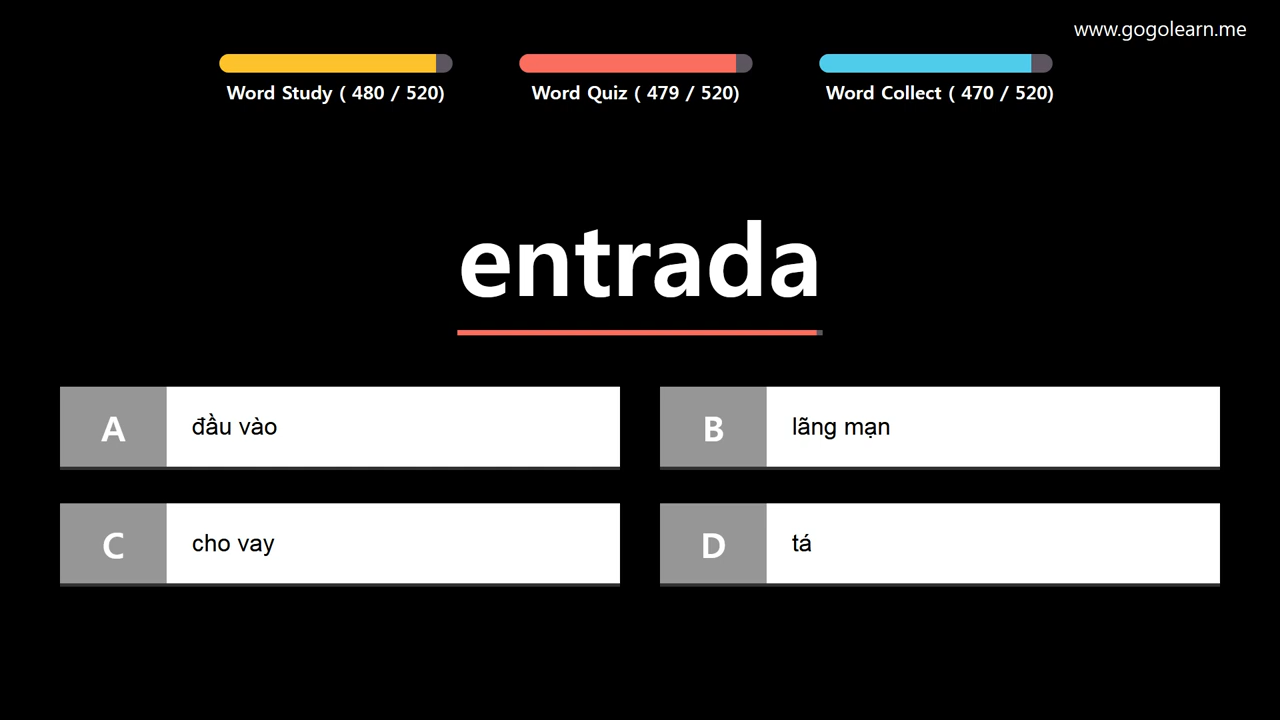 www.gogolearn.me
Word Study ( 480 / 520)
Word Quiz ( 479 / 520)
Word Collect ( 470 / 520)
entrada
A đầu vào
B lãng mạn
C cho vay
D tá